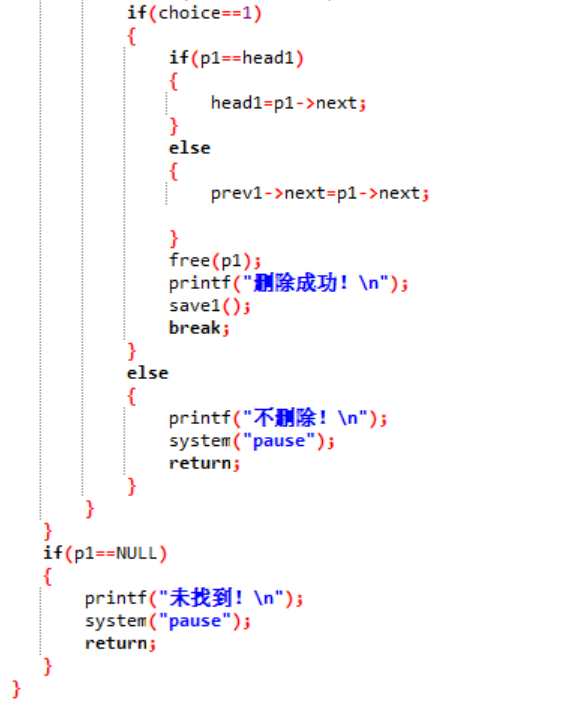 if(choice==1)
{
if(p1==head1)
{
head1=p1->next;
}
else
{
prev1->next=p1->next;
}
free(p1);
printf("删除成功！\n");
save1();
break;
}
else
{
printf("不删除！\n");
system("pause");
return;
}
}
}
if(p1==NULL)
{
printf("未找到！\n");
system("pause");
return;
}
}